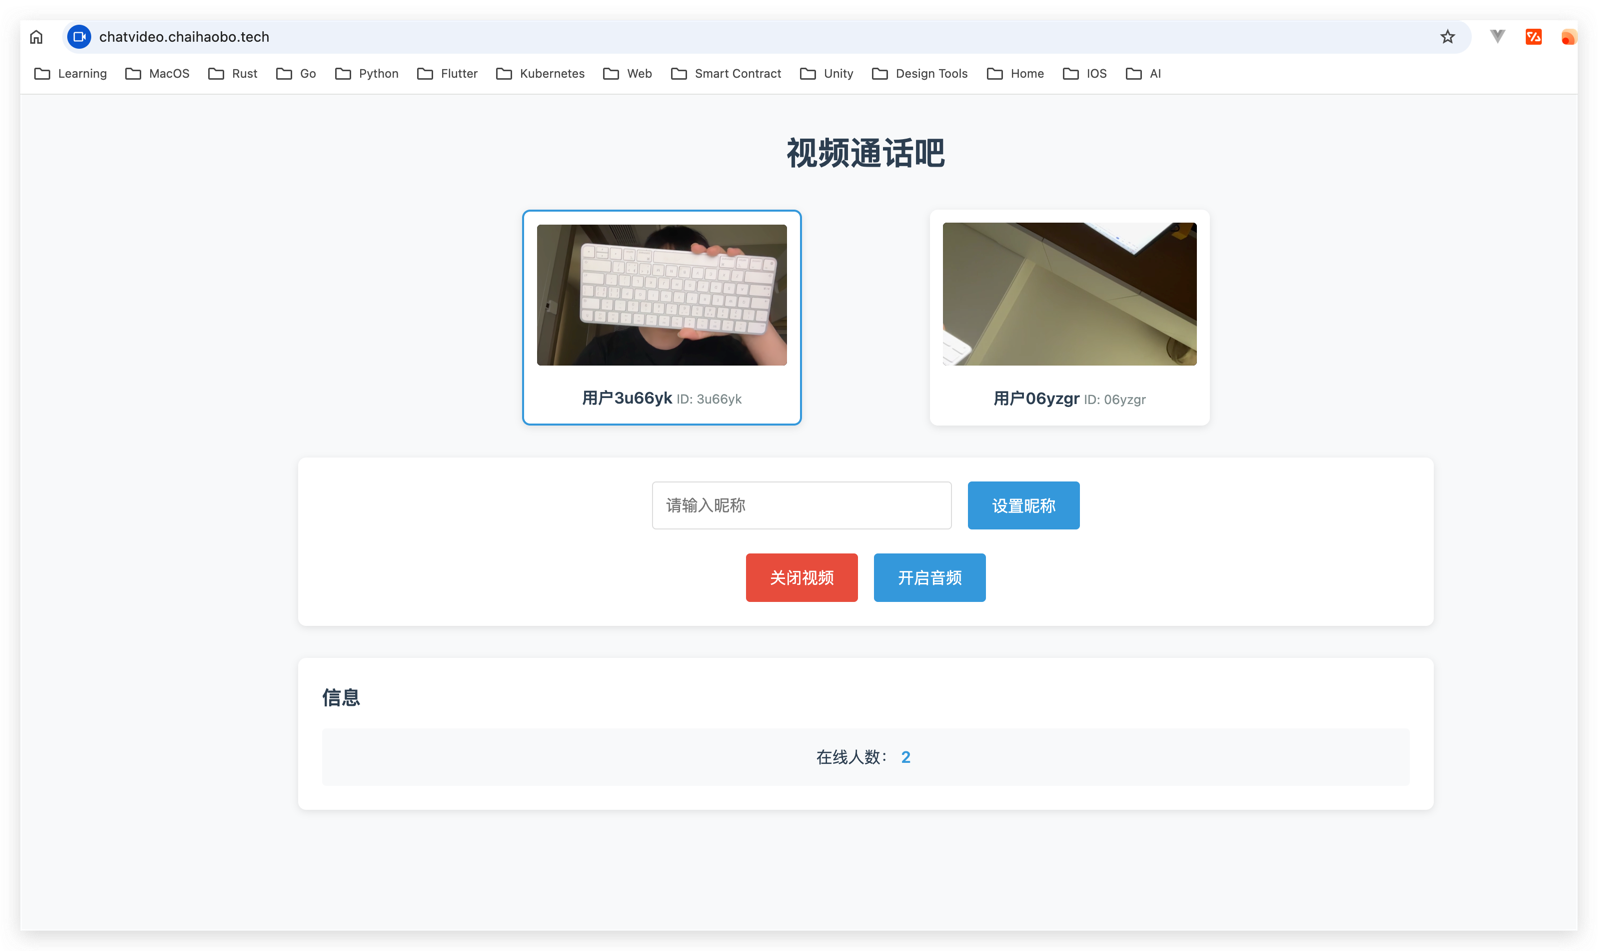 chatvideo.chaihaobo.tech
Learning MacOS Rust Go Python Flutter Kubernetes Web Smart Contract Unity Design Tools Home IOS AI
视频通话吧
用户3u66yk ID: 3u66yk
用户06yzgr ID: 06yzgr
请输入昵称
设置昵称
关闭视频
开启音频
信息
在线人数： 2